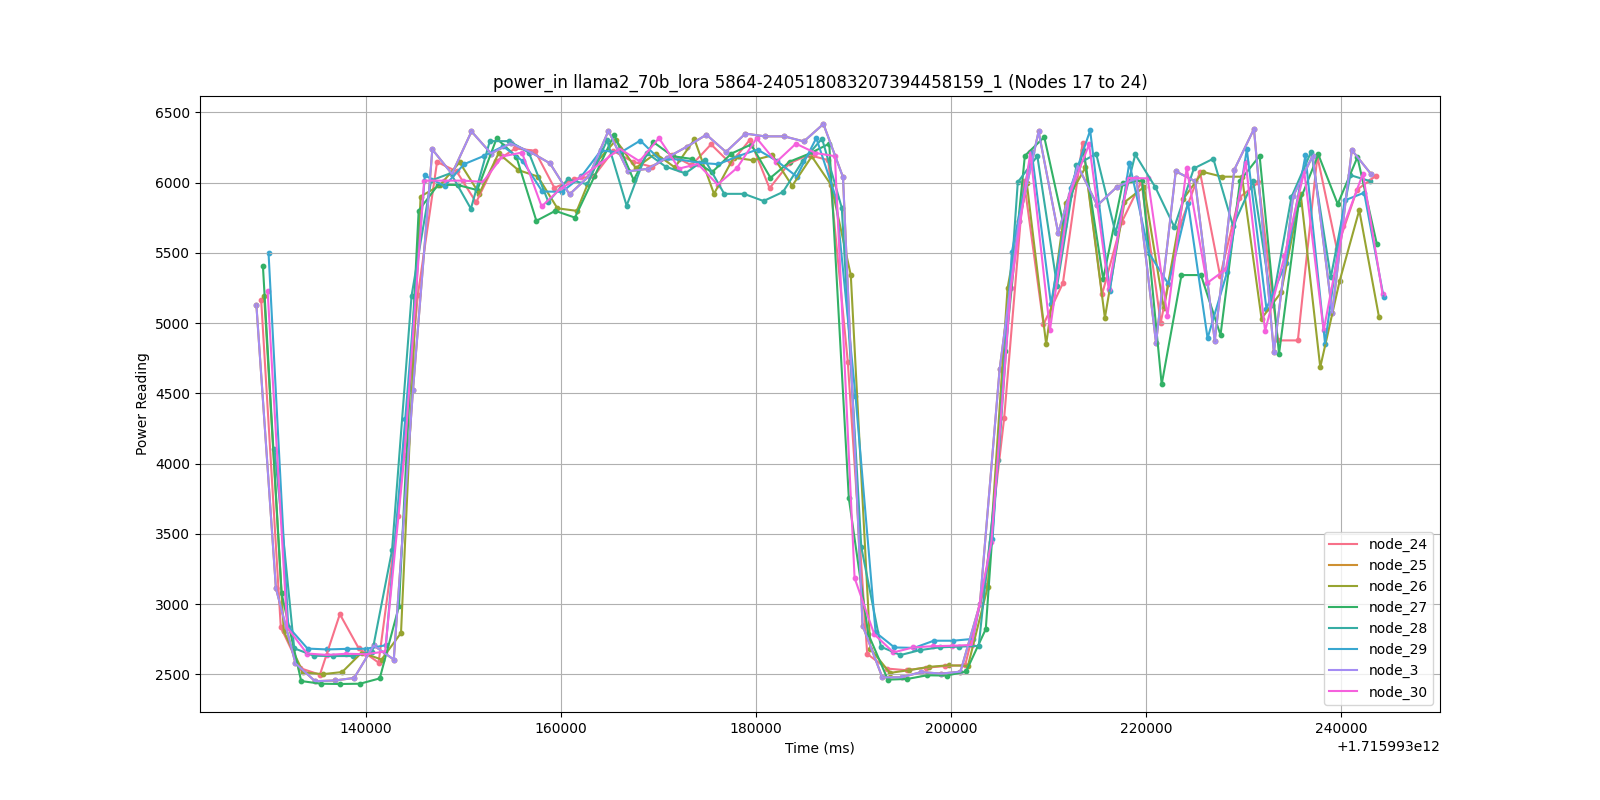 power_in llama2_70b_lora 5864-240518083207394458159_1 (Nodes 17 to 24)
6500
6000
5500
5000
4500
4000
3500
3000
2500
Power Reading
140000 160000 180000 200000 220000 240000
Time (ms)
+1.715993e12
node_24
node_25
node_26
node_27
node_28
node_29
node_3
node_30